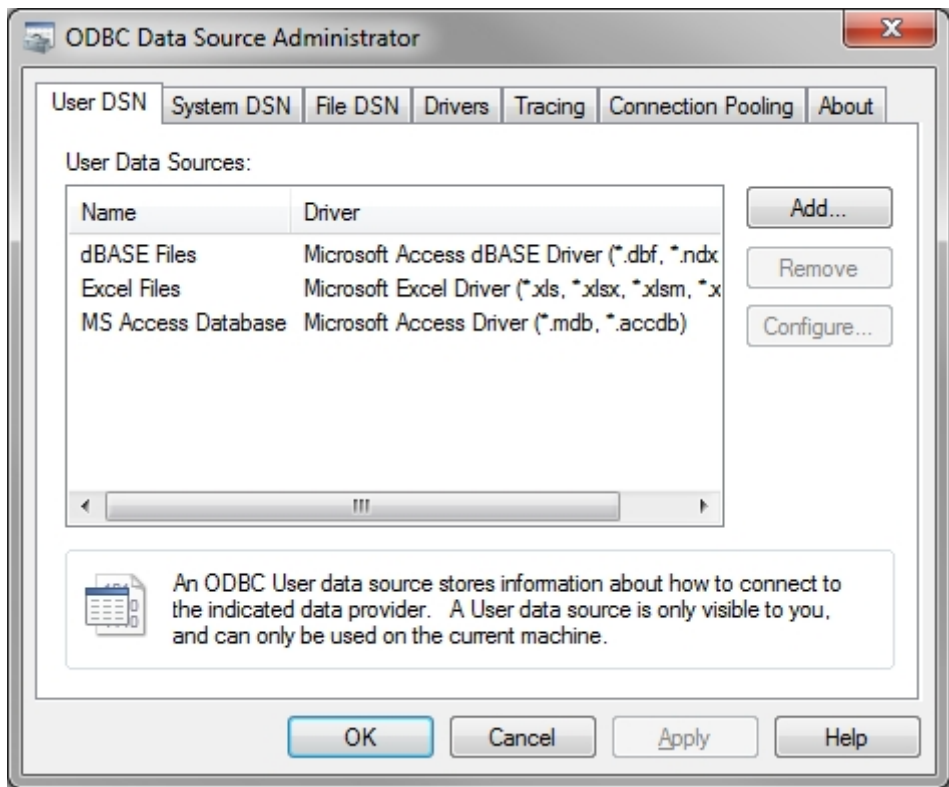 ODBC Data Source Administrator
User DSN System DSN File DSN Drivers Tracing Connection Pooling About
User Data Sources:
Name Driver
dBASE Files Microsoft Access dBASE Driver (*.dbf, *.ndx
Excel Files Microsoft Excel Driver (*.xls, *.xlsx, *.xlsm, *.x
MS Access Database Microsoft Access Driver (*.mdb, *.accdb)
Add...
Remove
Configure...
An ODBC User data source stores information about how to connect to
the indicated data provider. A User data source is only visible to you,
and can only be used on the current machine.
OK Cancel Apply Help